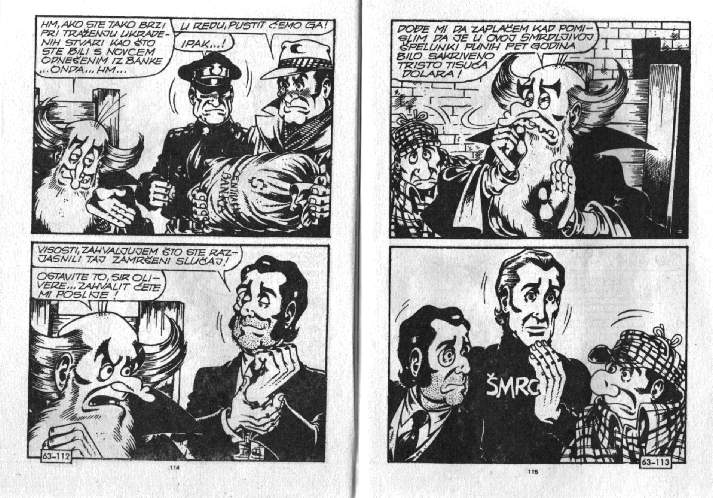 HM, AKO STE TAKO BRZI
PRI TRAŽENJU UKRADE-
NIH STVARI KAO ŠTO
STE BILI S NOVCEM
ODNEŠENIM IZ BANKE
...ONDA...HM...
U REDU, PUSTIT ĆEMO GA!
IPAK...!
VISOSTI, ZAHVALJUJEM ŠTO STE RAZ-
JASNILI TAJ ZAMRŠENI SLUČAJ!
OSTAVITE TO, SIR OLI-
VERE... ZAHVALIT ĆETE
MI POSLIJE!
63-112
114
DOĐE MI DA ZAPLAČEM KAD POMI-
SLIM DA JE U OVOJ SMRDLJIVOJ
ŠPELUNKI PUNIH PET GODINA
BILO SAKRIVENO
TRISTO TISUĆA
DOLARA!
ŠMRC
63-113
115